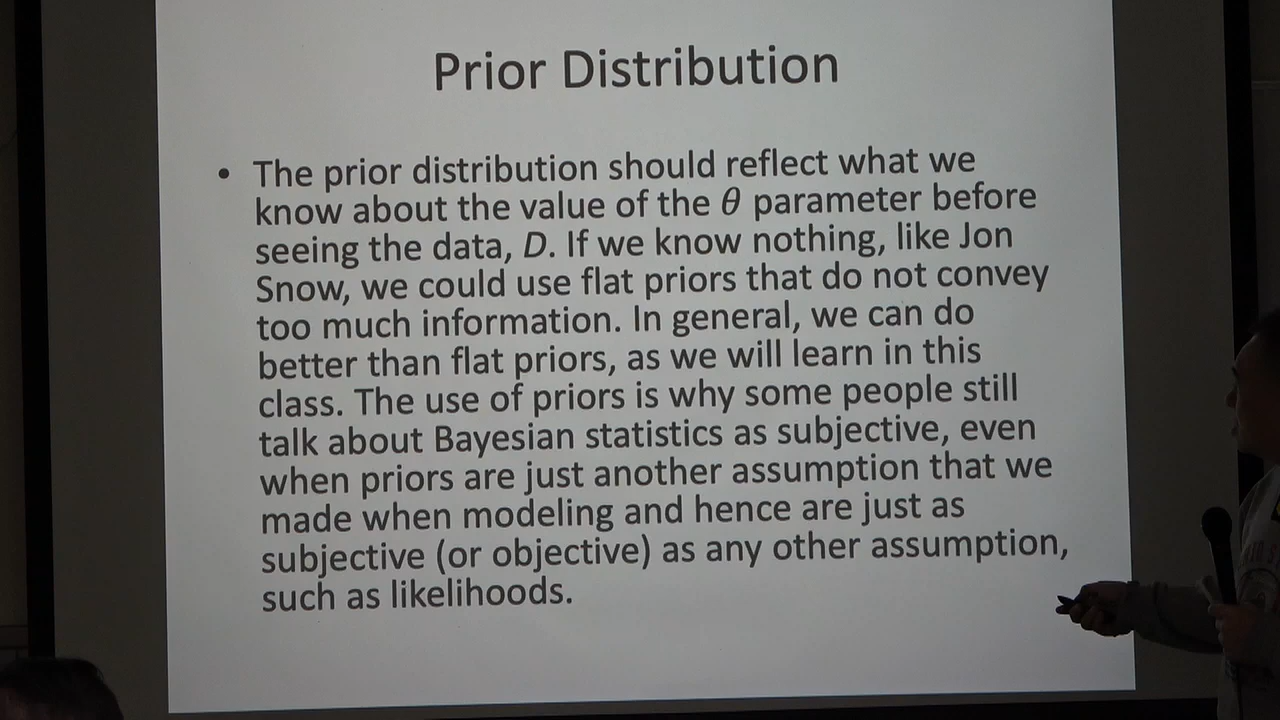 Prior Distribution
• The prior distribution should reflect what we
know about the value of the θ parameter before
seeing the data, D. If we know nothing, like Jon
Snow, we could use flat priors that do not convey
too much information. In general, we can do
better than flat priors, as we will learn in this
class. The use of priors is why some people still
talk about Bayesian statistics as subjective, even
when priors are just another assumption that we
made when modeling and hence are just as
subjective (or objective) as any other assumption,
such as likelihoods.